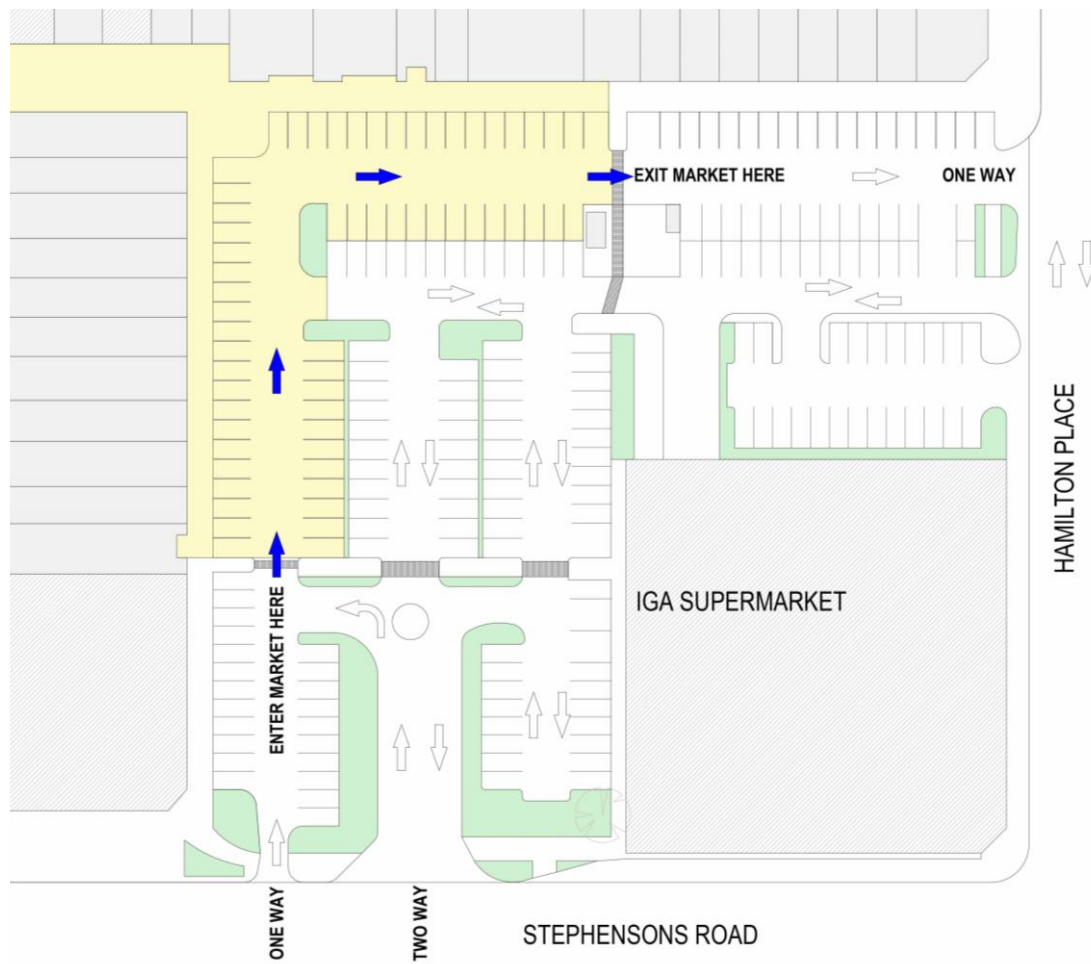 EXIT MARKET HERE
ONE WAY
HAMILTON PLACE
ENTER MARKET HERE
IGA SUPERMARKET
ONE WAY
TWO WAY
STEPHENSONS ROAD